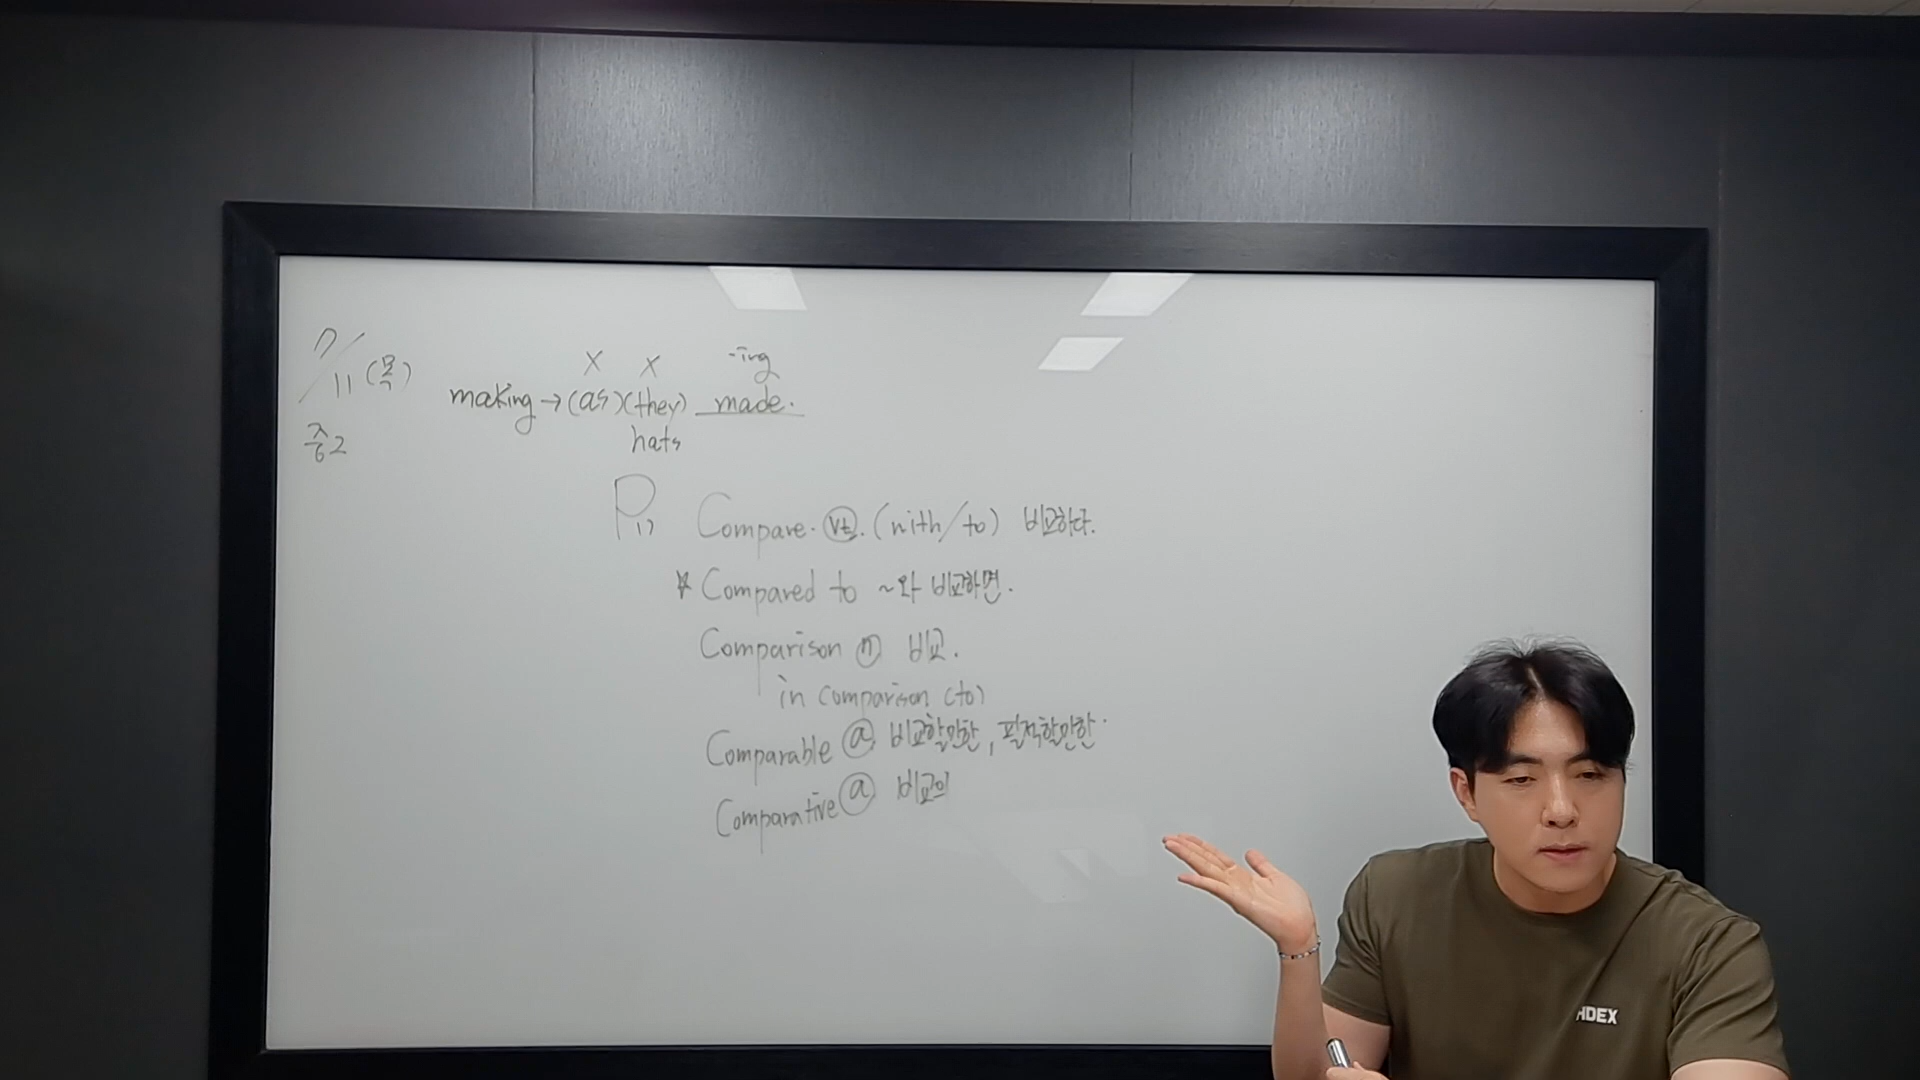 7/11 (목)
중2
X X -ing
making → (as)(they) made.
hats
P17 Compare. vt. (with/to) 비교하다.
* Compared to ~와 비교하면.
Comparison n 비교.
in comparison (to)
Comparable a 비교할만한, 필적할만한.
Comparative a 비교의
HDEX